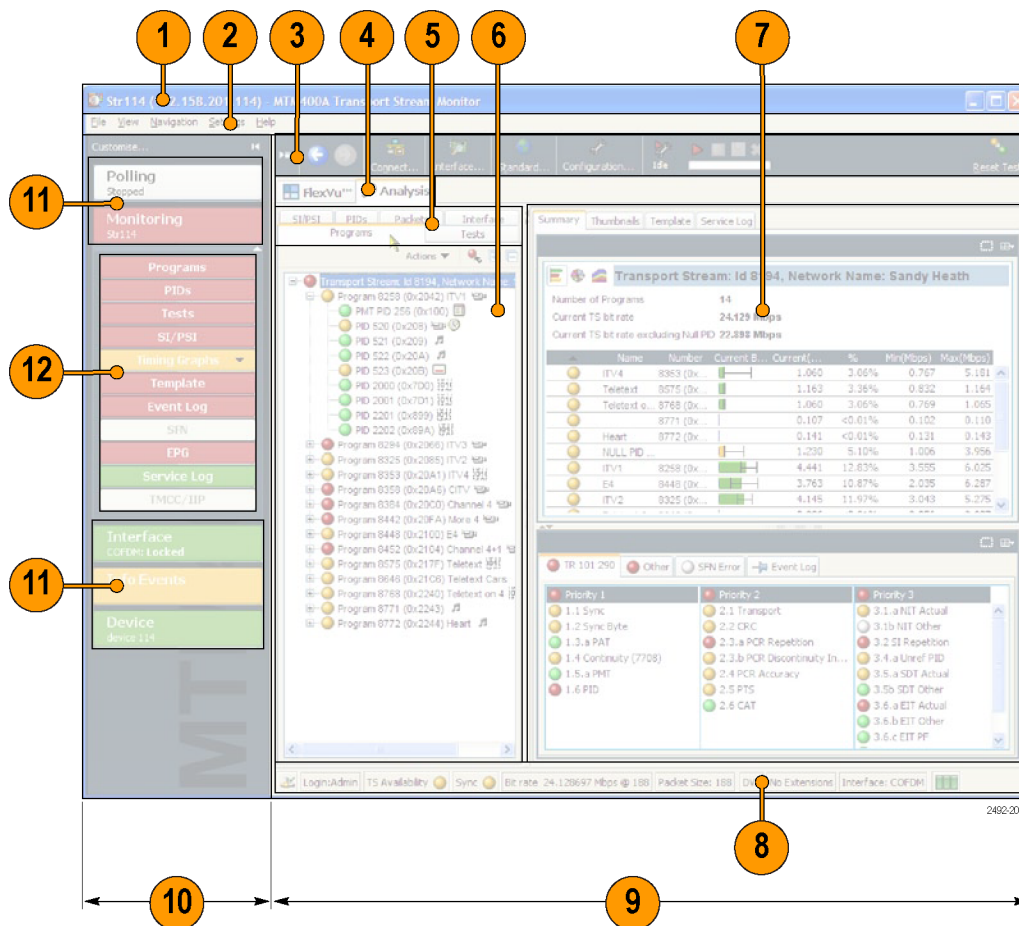 1 2 3 4 5 6 7
Str114 ( 2.158.20 114) - MTM400A Transport Stream Monitor
File View Navigation Settings Help
Customise...
Connect... Interface... Standard... Configuration... Idle Reset Test
Polling
Stopped
11
Monitoring
Str114
FlexVu™ Analysis
SI/PSI PIDs Packets Interface
Programs Tests
Actions
Summary Thumbnails Template Service Log
Programs
PIDs
Tests
SI/PSI
Timing Graphs
12
Template
Event Log
SFN
EPG
Service Log
TMCC/IIP
Interface
COFDM: Locked
11
Events
Device
device 114
MT
Transport Stream: Id 8194, Network Name: S
Program 8258 (0x2042) ITV1
PMT PID 256 (0x100)
PID 520 (0x208)
PID 521 (0x209)
PID 522 (0x20A)
PID 523 (0x20B)
PID 2000 (0x7D0)
PID 2001 (0x7D1)
PID 2201 (0x899)
PID 2202 (0x89A)
Program 8294 (0x2066) ITV3
Program 8325 (0x2085) ITV2
Program 8353 (0x20A1) ITV4
Program 8358 (0x20A6) CITV
Program 8384 (0x20C0) Channel 4
Program 8442 (0x20FA) More 4
Program 8448 (0x2100) E4
Program 8452 (0x2104) Channel 4+1
Program 8575 (0x217F) Teletext
Program 8646 (0x21C6) Teletext Cars
Program 8768 (0x2240) Teletext on 4
Program 8771 (0x2243)
Program 8772 (0x2244) Heart
Transport Stream: Id 8194, Network Name: Sandy Heath
Number of Programs 14
Current TS bit rate 24.129 Mbps
Current TS bit rate excluding Null PID 22.898 Mbps
Name Number Current B... Current(... % Min(Mbps) Max(Mbps)
ITV4 8353 (0x... 1.060 3.06% 0.767 5.181
Teletext 8575 (0x... 1.163 3.36% 0.832 1.164
Teletext o... 8768 (0x... 1.060 3.06% 0.769 1.065
8771 (0x... 0.107 <0.01% 0.102 0.110
Heart 8772 (0x... 0.141 <0.01% 0.131 0.143
NULL PID ... 1.230 5.10% 1.006 3.956
ITV1 8258 (0x... 4.441 12.83% 3.555 6.025
E4 8448 (0x... 3.763 10.87% 2.035 6.287
ITV2 8325 (0x... 4.145 11.97% 3.043 5.275
TR 101 290 Other SFN Error Event Log
Priority 1
1.1 Sync
1.2 Sync Byte
1.3.a PAT
1.4 Continuity (7708)
1.5.a PMT
1.6 PID
Priority 2
2.1 Transport
2.2 CRC
2.3.a PCR Repetition
2.3.b PCR Discontinuity In...
2.4 PCR Accuracy
2.5 PTS
2.6 CAT
Priority 3
3.1.a NIT Actual
3.1b NIT Other
3.2 SI Repetition
3.4.a Unref PID
3.5.a SDT Actual
3.5b SDT Other
3.6.a EIT Actual
3.6.b EIT Other
3.6.c EIT PF
Login:Admin TS Availability Sync Bit rate 24.128697 Mbps @ 188 Packet Size: 188 DV No Extensions Interface: COFDM
2492-20
8
10 9